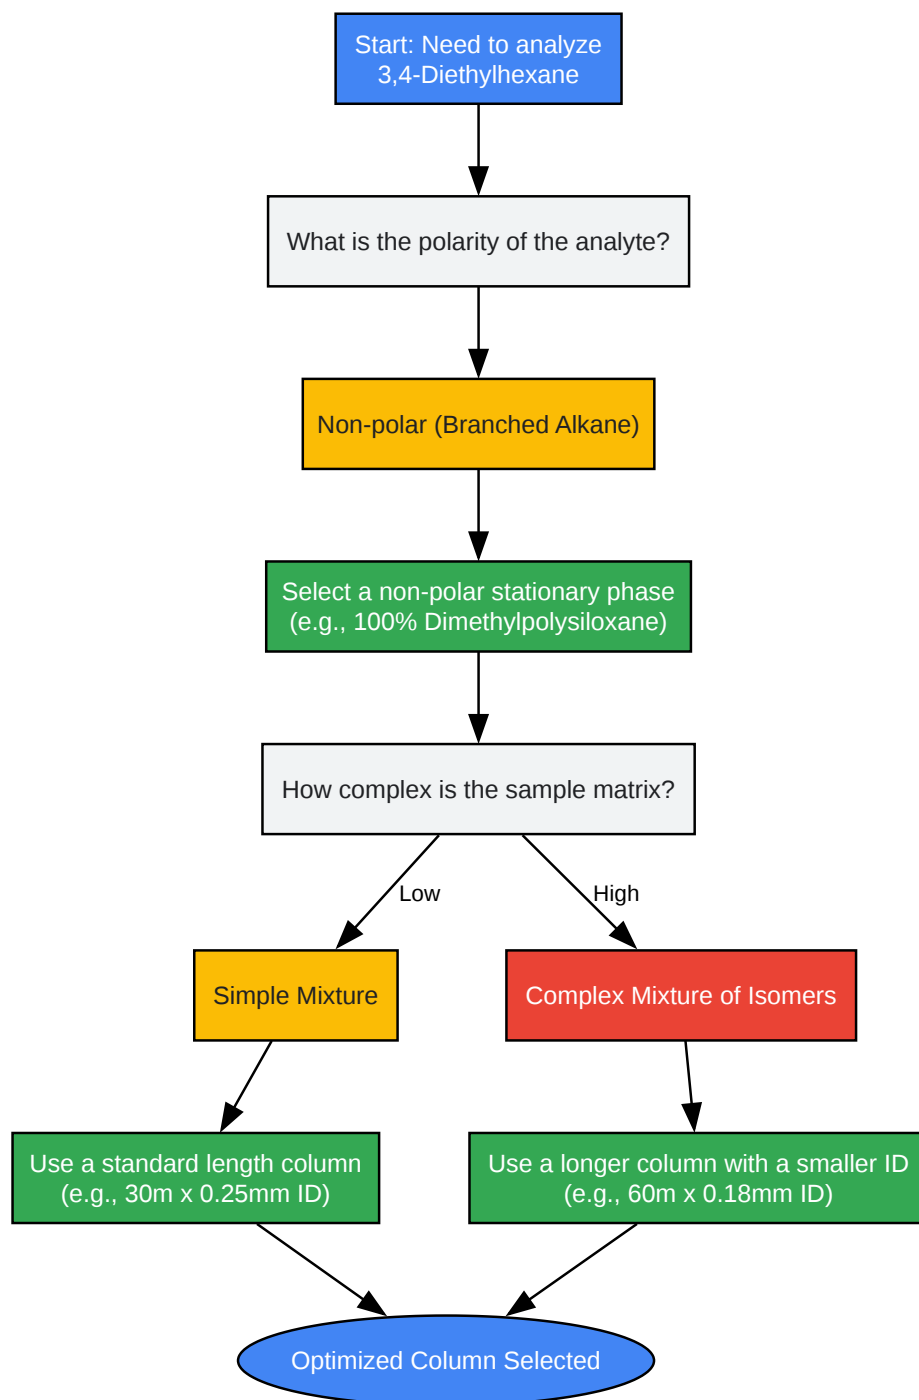 Start: Need to analyze
3,4-Diethylhexane
What is the polarity of the analyte?
Non-polar (Branched Alkane)
Select a non-polar stationary phase
(e.g., 100% Dimethylpolysiloxane)
How complex is the sample matrix?
Low
High
Simple Mixture
Complex Mixture of Isomers
Use a standard length column
(e.g., 30m x 0.25mm ID)
Use a longer column with a smaller ID
(e.g., 60m x 0.18mm ID)
Optimized Column Selected